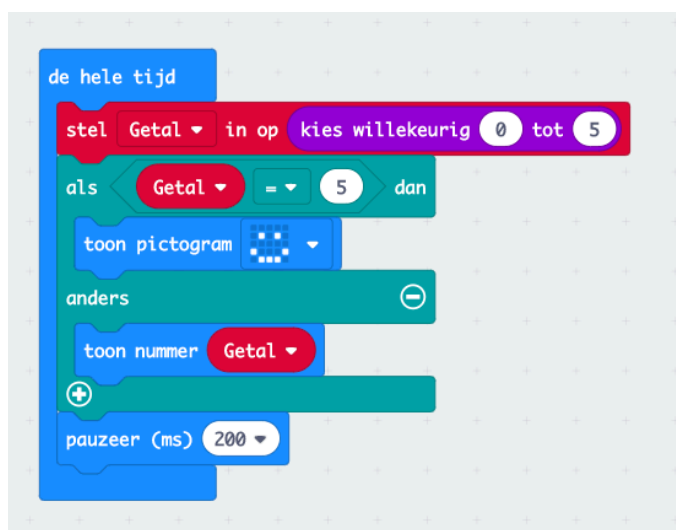 de hele tijd
stel Getal in op kies willekeurig 0 tot 5
als Getal = 5 dan
toon pictogram
anders
toon nummer Getal
pauzeer (ms) 200